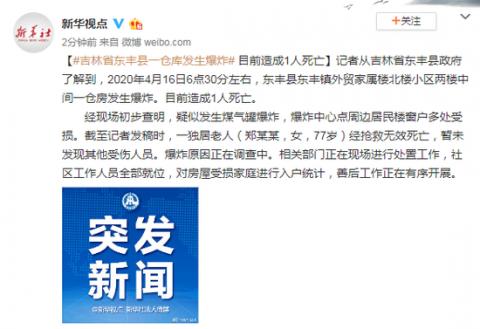 新华社
新华视点
+关注
2分钟前 来自 微博 weibo.com
【#吉林省东丰县一仓库发生爆炸# 目前造成1人死亡】记者从吉林省东丰县政府
了解到，2020年4月16日6点30分左右，东丰县东丰镇外贸家属楼北楼小区两楼中
间一仓房发生爆炸。目前造成1人死亡。
经现场初步查明，疑似发生煤气罐爆炸，爆炸中心点周边居民楼窗户多处受
损。截至记者发稿时，一独居老人（郑某某，女，77岁）经抢救无效死亡，暂未
发现其他受伤人员。爆炸原因正在调查中。相关部门正在现场进行处置工作，社
区工作人员全部就位，对房屋受损家庭进行入户统计，善后工作正在有序开展。
突发
新闻
@新华视点 新华社法人微博